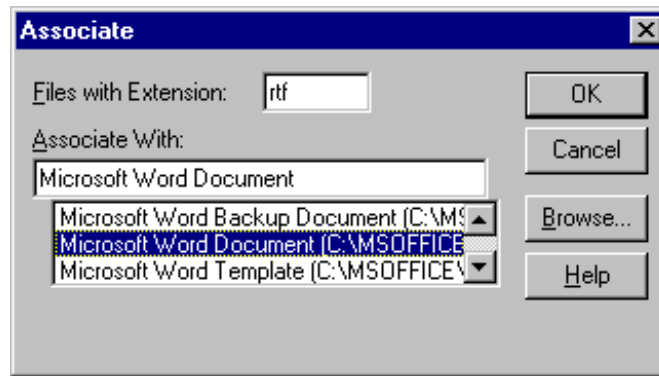 Associate
Files with Extension: rtf
OK
Associate With:
Cancel
Microsoft Word Document
Microsoft Word Backup Document (C:\MS
Browse...
Microsoft Word Document (C:\MSOFFICE
Microsoft Word Template (C:\MSOFFICE\
Help